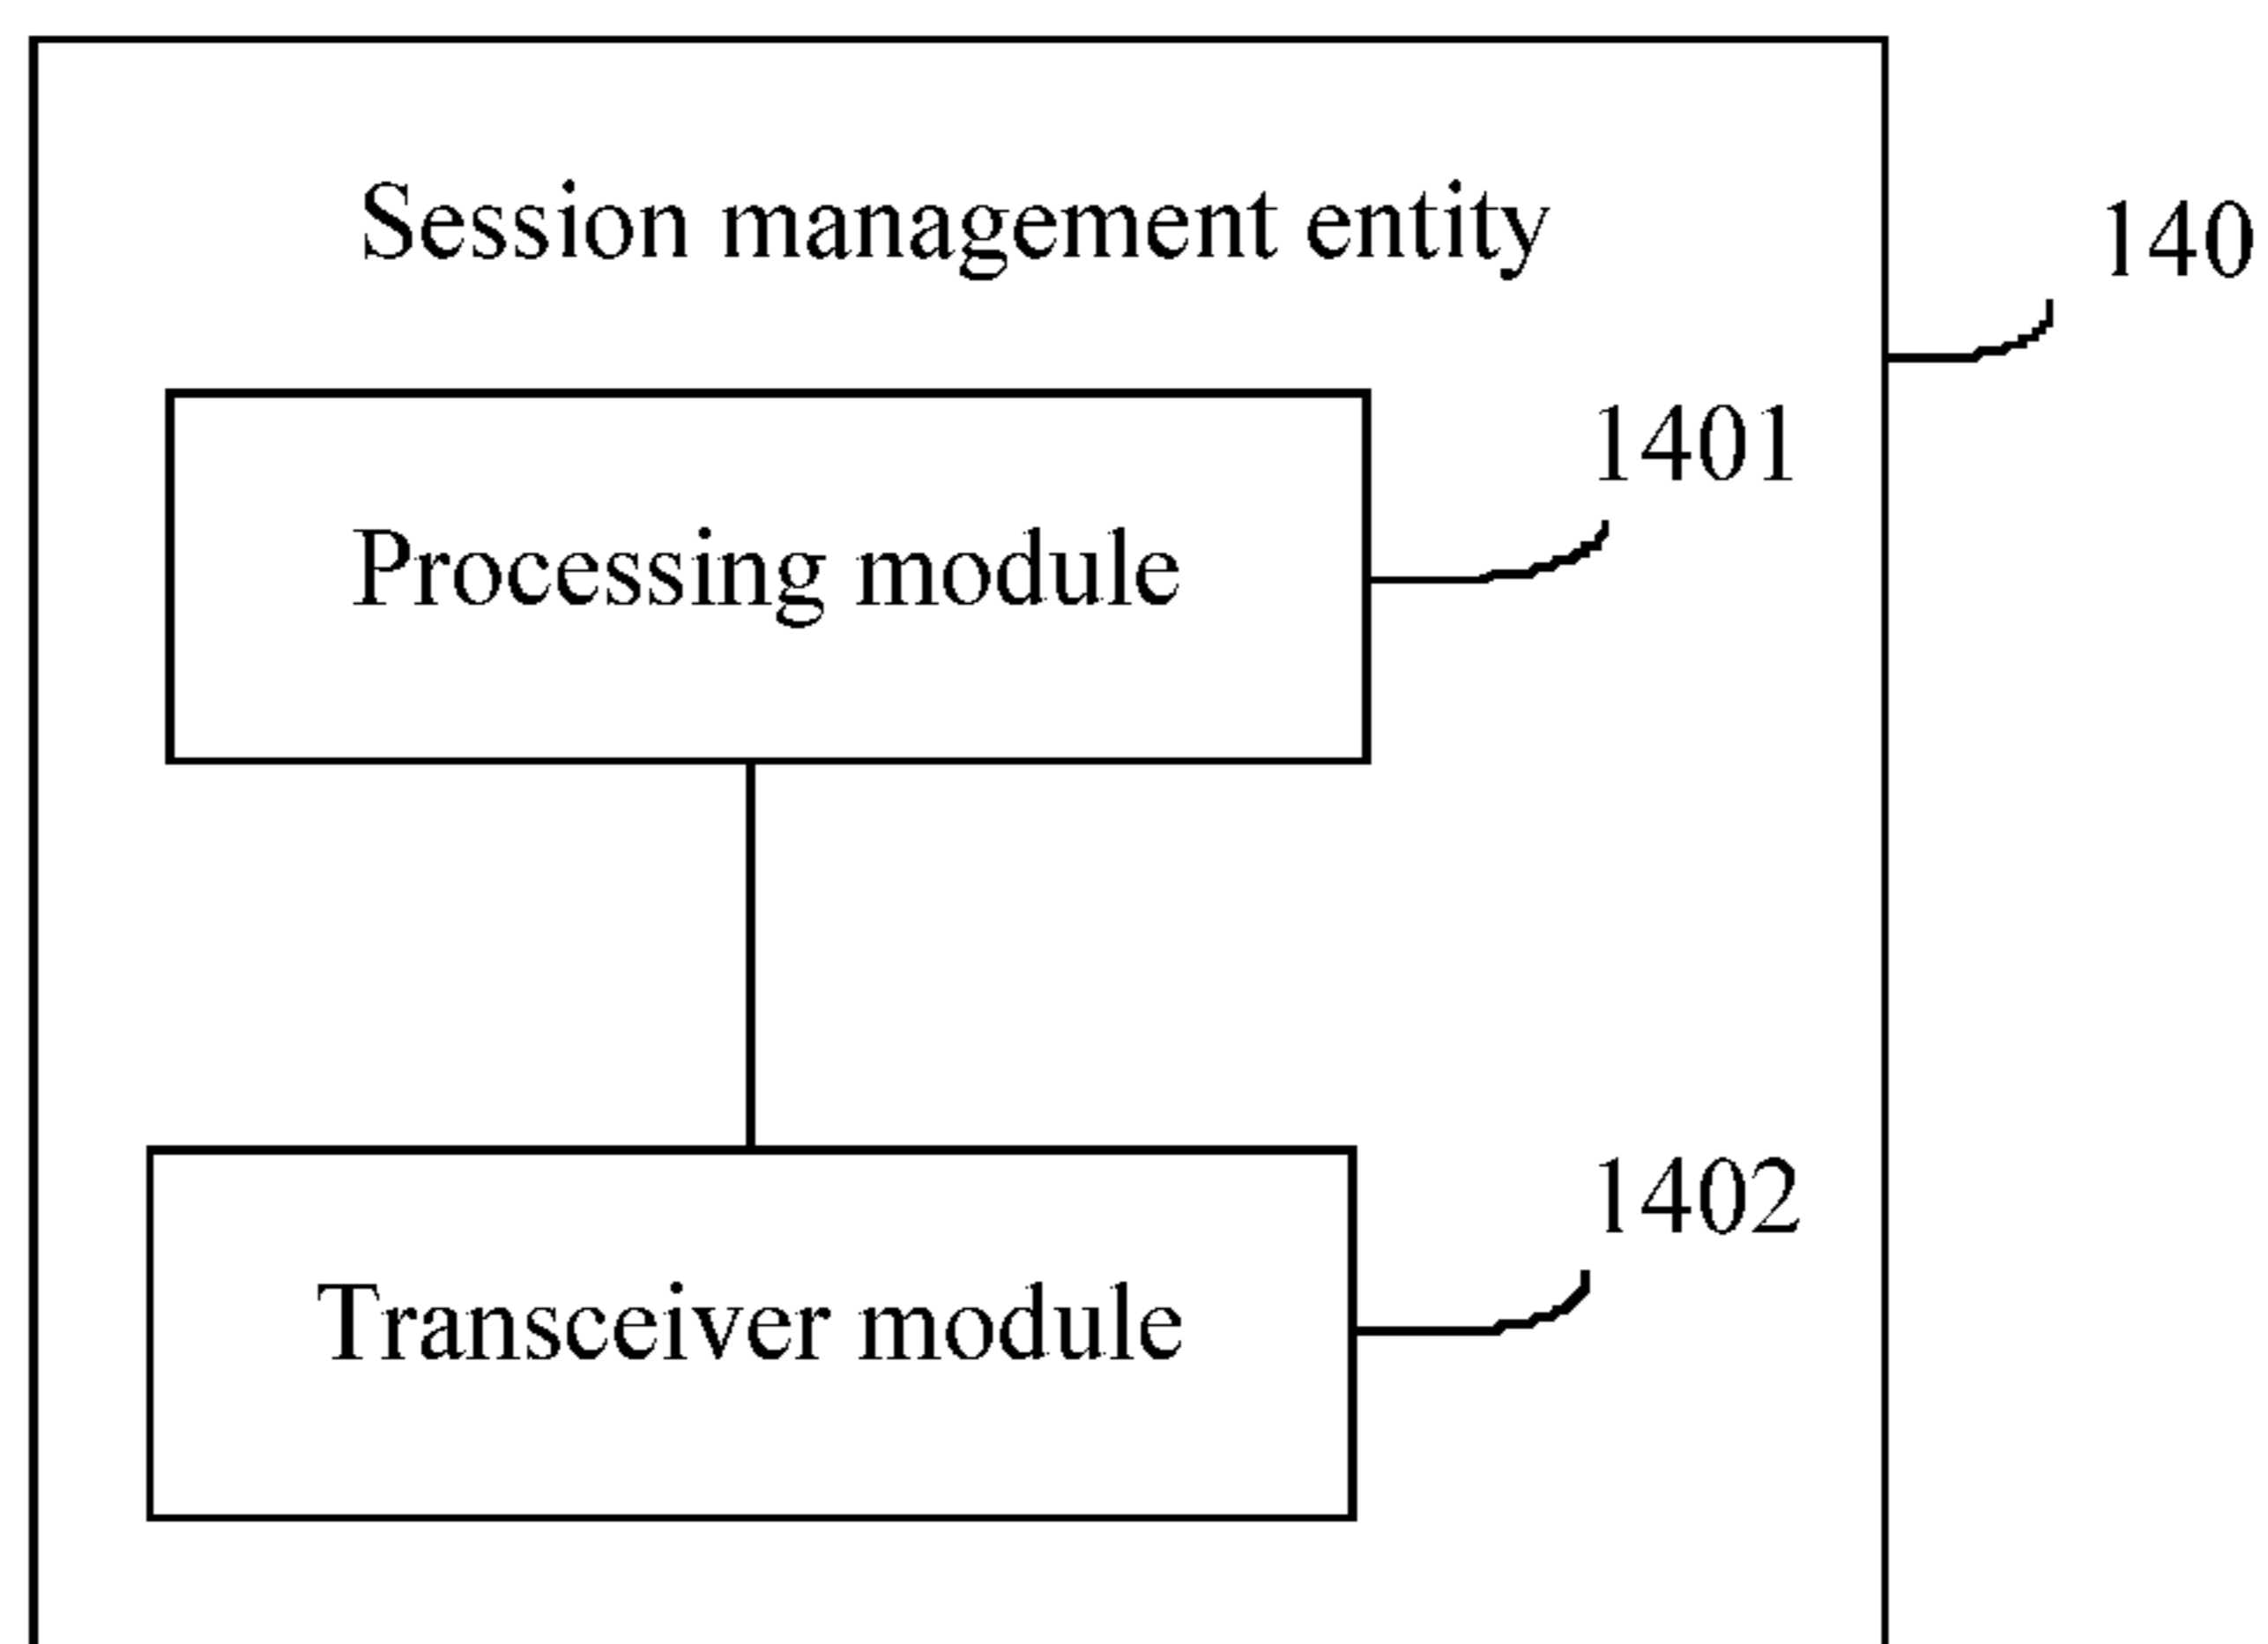 Session management entity
140
1401
Processing module
1402
Transceiver module